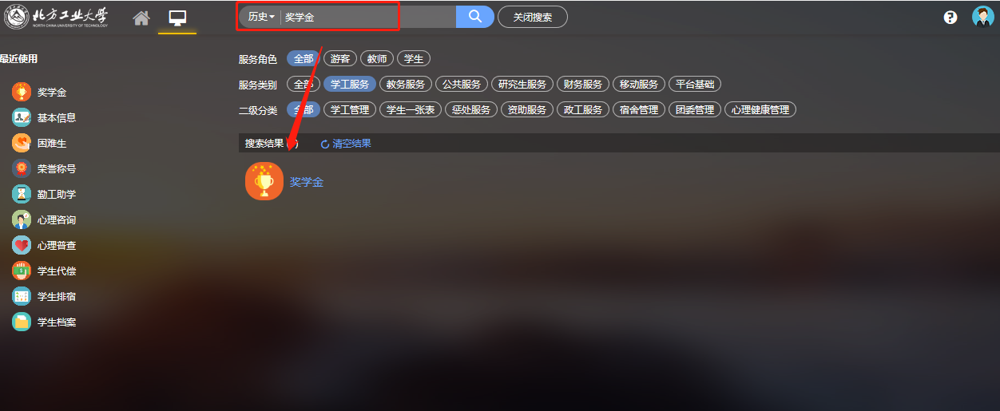 北方工业大学
NORTH CHINA UNIVERSITY OF TECHNOLOGY
历史 奖学金
关闭搜索
最近使用
奖学金
基本信息
困难生
荣誉称号
勤工助学
心理咨询
心理普查
学生代偿
学生排宿
学生档案
服务角色 全部 游客 教师 学生
服务类别 全部 学工服务 教务服务 公共服务 研究生服务 财务服务 移动服务 平台基础
二级分类 全部 学工管理 学生一张表 惩处服务 资助服务 政工服务 宿舍管理 团委管理 心理健康管理
搜索结果 清空结果
奖学金